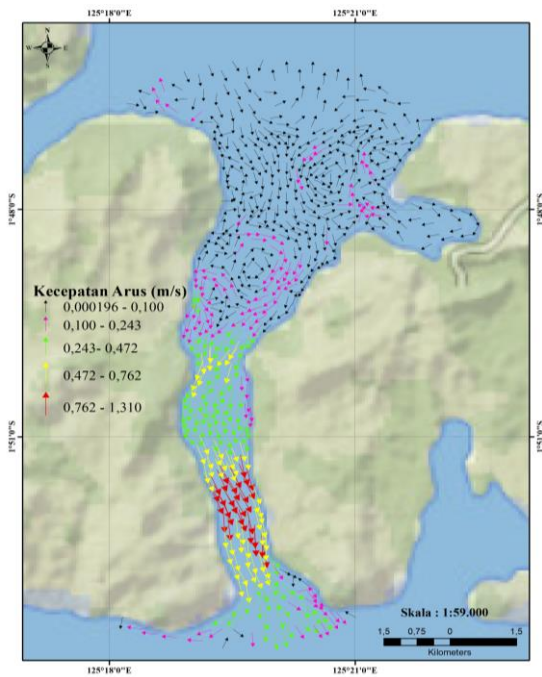 125°18'0"E
125°21'0"E
N
W E
S
1°48'0"S
1°48'0"S
Kecepatan Arus (m/s)
0,000196 - 0,100
0,100 - 0,243
0,243- 0,472
0,472 - 0,762
0,762 - 1,310
1°51'0"S
1°51'0"S
Skala : 1:59.000
1,5 0,75 0 1,5
Kilometers
125°18'0"E
125°21'0"E